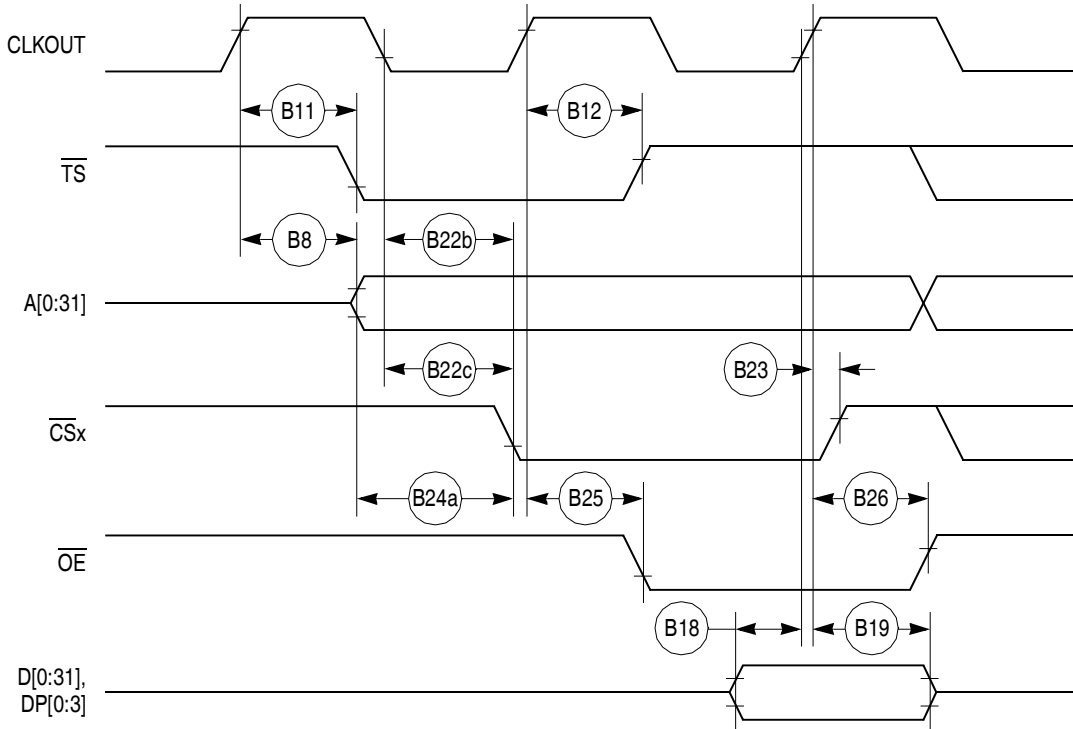 CLKOUT
B11
B12
TS
B8
B22b
A[0:31]
B22c
B23
CSx
B24a
B25
B26
OE
B18
B19
D[0:31],
DP[0:3]